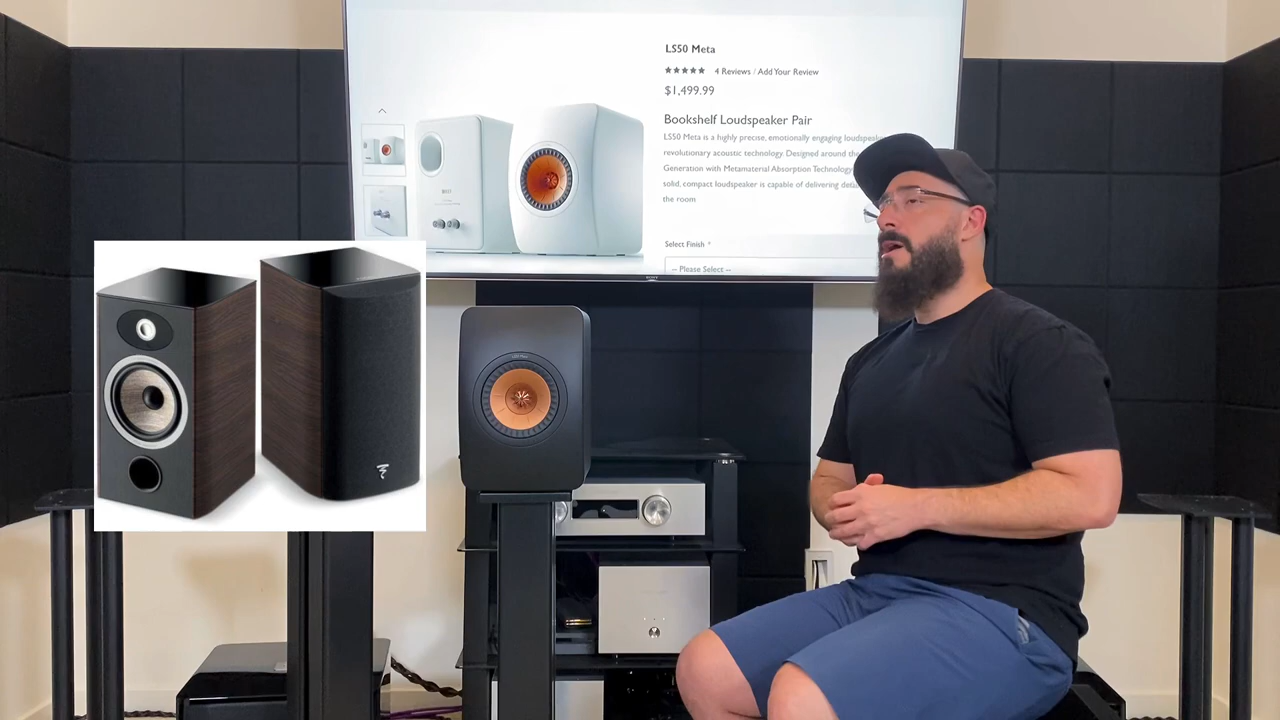 LS50 Meta
★★★★★ 4 Reviews / Add Your Review
$1,499.99
Bookshelf Loudspeaker Pair
LS50 Meta is a highly precise, emotionally engaging loudspeaker
revolutionary acoustic technology Designed around the
Generation with Metamaterial Absorption Technology
solid, compact loudspeaker is capable of delivering
the room
Select Finish *
-- Please Select --
SONY
KEF